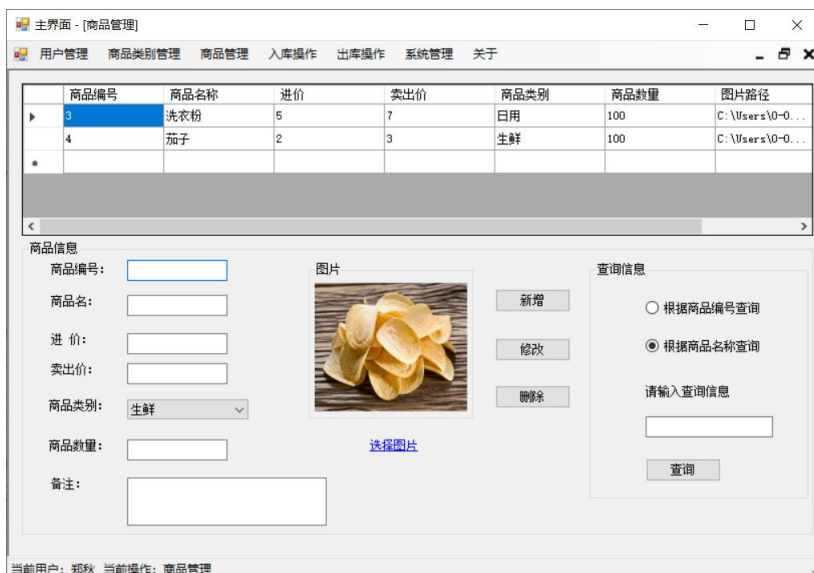 主界面 - [商品管理]
用户管理 商品类别管理 商品管理 入库操作 出库操作 系统管理 关于
商品编号 商品名称 进价 卖出价 商品类别 商品数量 图片路径
3 洗衣粉 5 7 日用 100 C:\Users\0-0...
4 茄子 2 3 生鲜 100 C:\Users\0-0...
商品信息
商品编号： 图片 查询信息
商品名： 新增 根据商品编号查询
进 价： 修改 根据商品名称查询
卖出价：
商品类别： 生鲜 删除 请输入查询信息
商品数量： 选择图片
查询
备注：
当前用户：郑秋 当前操作：商品管理